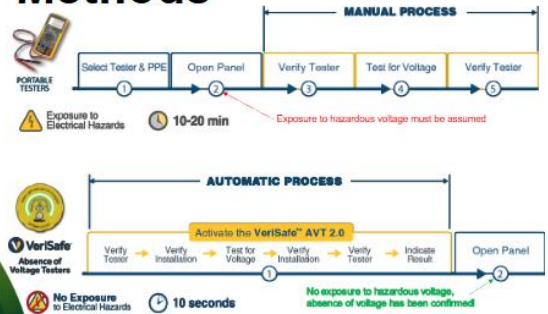 Methods
MANUAL PROCESS
PORTABLE
TESTERS
Select Tester & PPE
Open Panel
Verify Tester
Test for Voltage
Verify Tester
1
2
3
4
5
Exposure to
Electrical Hazards
10-20 min
Exposure to hazardous voltage must be assumed
AUTOMATIC PROCESS
VeriSafe™
Absence of
Voltage Testers
Activate the VeriSafe™ AVT 2.0
Verify
Tester
Verify
Installation
Test for
Voltage
Verify
Installation
Verify
Tester
Indicate
Result
Open Panel
1
2
No Exposure
to Electrical Hazards
10 seconds
No exposure to hazardous voltage,
absence of voltage has been confirmed